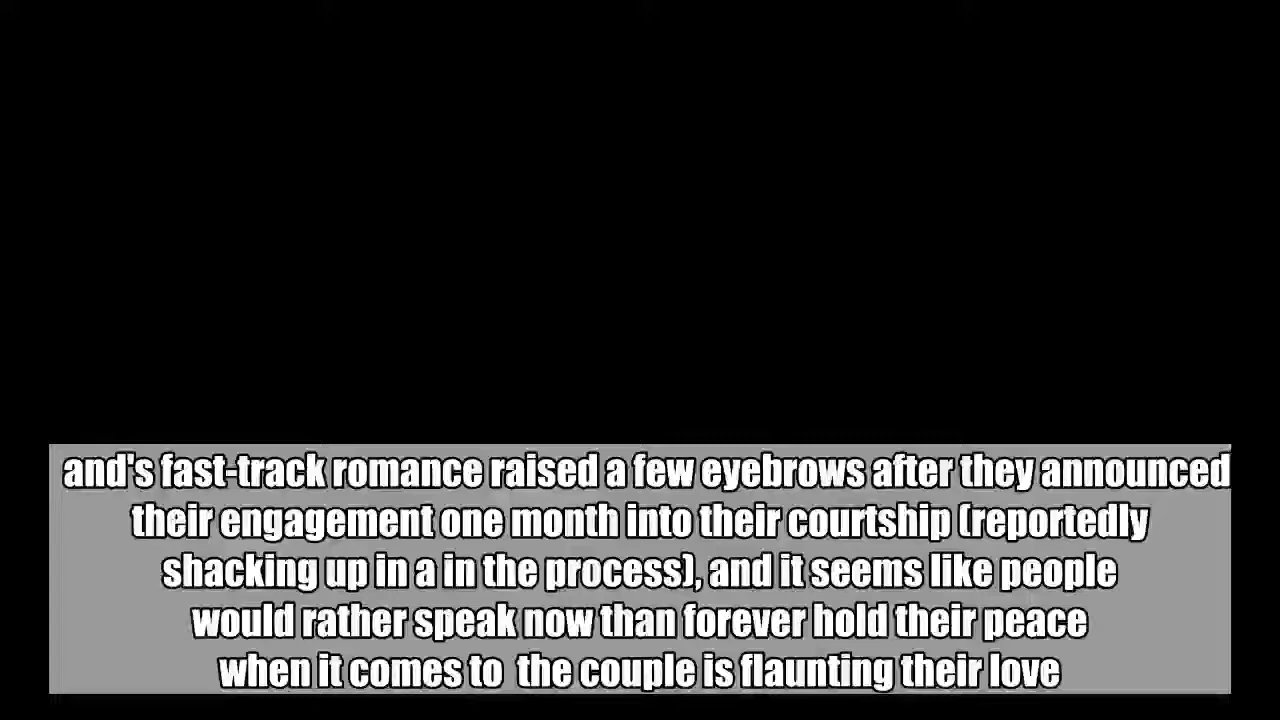 and's fast-track romance raised a few eyebrows after they announced
their engagement one month into their courtship (reportedly
shacking up in a in the process), and it seems like people
would rather speak now than forever hold their peace
when it comes to  the couple is flaunting their love